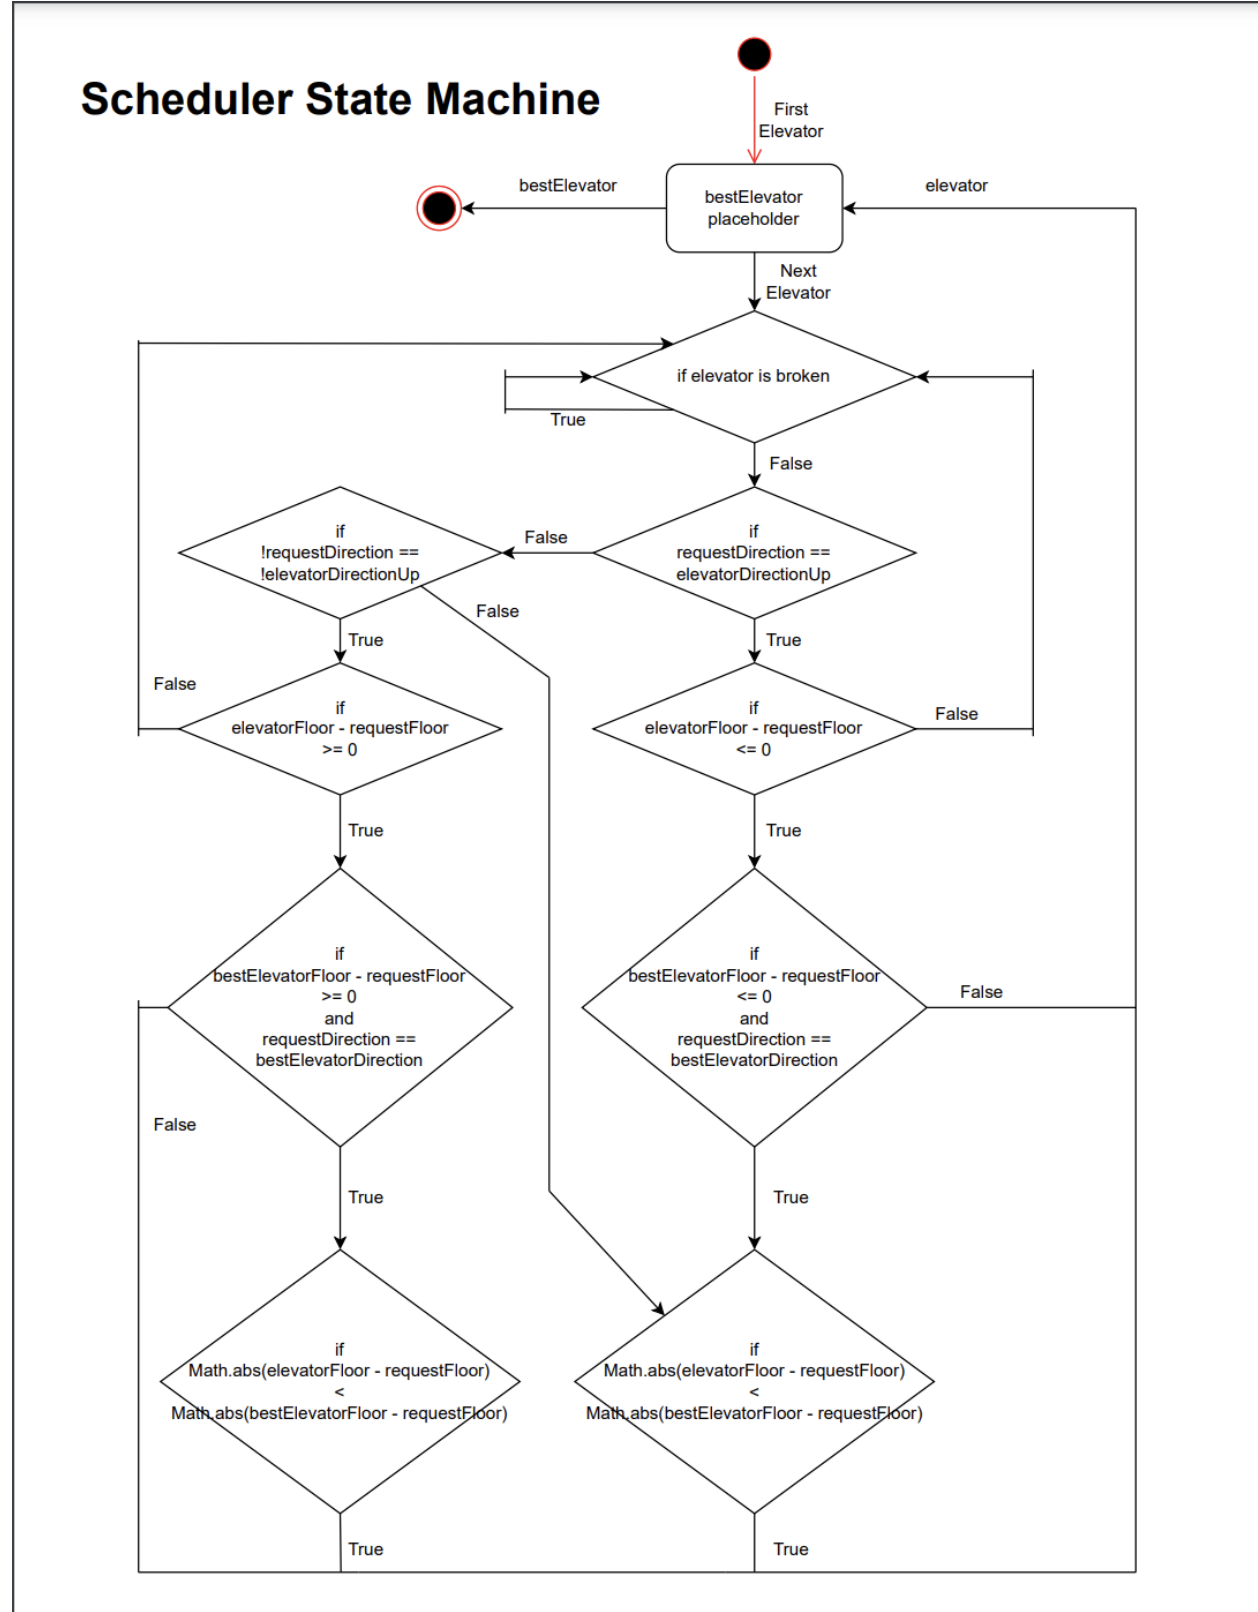 Scheduler State Machine
First
Elevator
bestElevator
bestElevator
placeholder
elevator
Next
Elevator
if elevator is broken
True
False
if
!requestDirection ==
!elevatorDirectionUp
False
if
requestDirection ==
elevatorDirectionUp
False
True
True
False
if
elevatorFloor - requestFloor
>= 0
if
elevatorFloor - requestFloor
<= 0
False
True
True
if
bestElevatorFloor - requestFloor
>= 0
and
requestDirection ==
bestElevatorDirection
if
bestElevatorFloor - requestFloor
<= 0
and
requestDirection ==
bestElevatorDirection
False
False
True
True
if
Math.abs(elevatorFloor - requestFloor)
<
Math.abs(bestElevatorFloor - requestFloor)
if
Math.abs(elevatorFloor - requestFloor)
<
Math.abs(bestElevatorFloor - requestFloor)
True
True